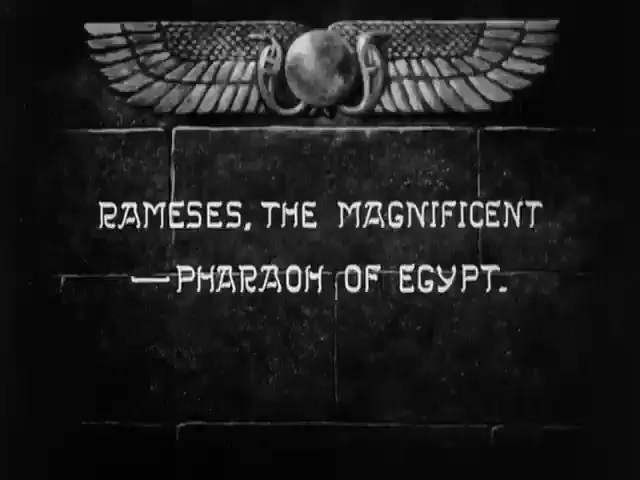 RAMESES, THE MAGNIFICENT
—PHARAOH OF EGYPT.